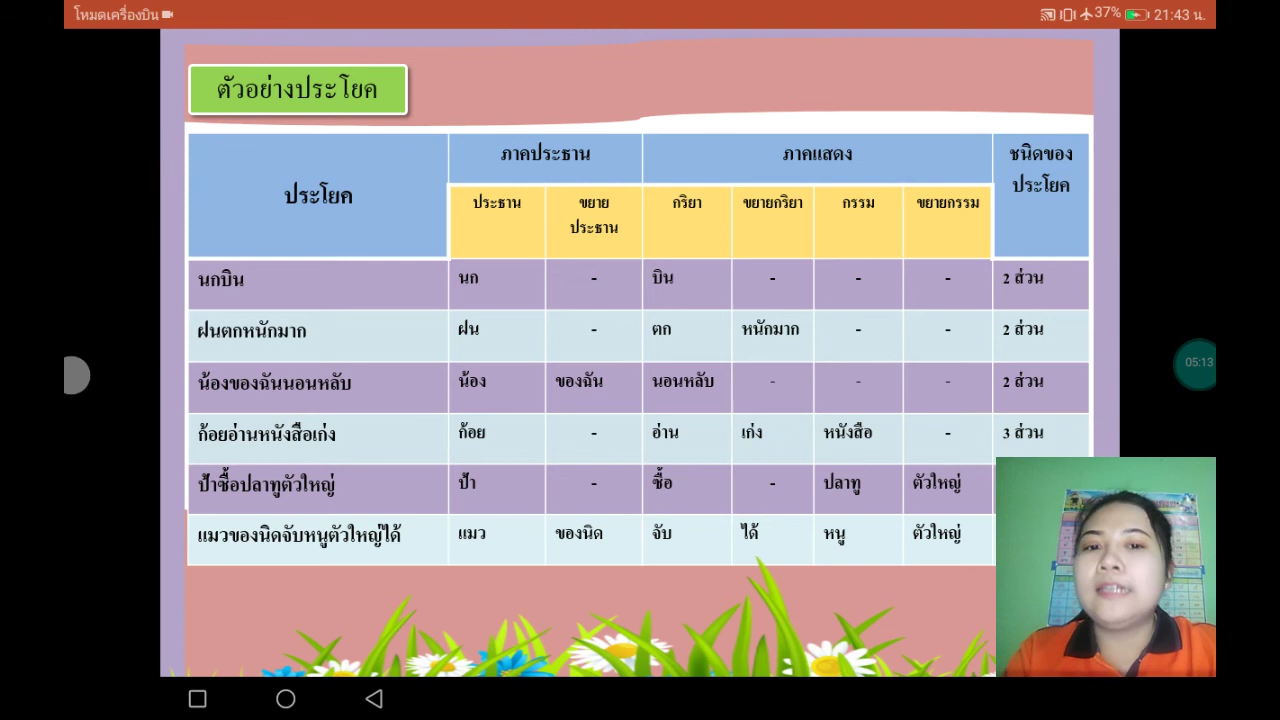 โหมดเครื่องบิน
37%
21:43 น.
ตัวอย่างประโยค
ประโยค ภาคประธาน ภาคแสดง ชนิดของ
ประโยค
ประธาน ขยาย กริยา ขยายกริยา กรรม ขยายกรรม
ประธาน
นกบิน นก - บิน - - - 2 ส่วน
ฝนตกหนักมาก ฝน - ตก หนักมาก - - 2 ส่วน
05:13
น้องของฉันนอนหลับ น้อง ของฉัน นอนหลับ - - - 2 ส่วน
ก้อยอ่านหนังสือเก่ง ก้อย - อ่าน เก่ง หนังสือ - 3 ส่วน
ป้าซื้อปลาทูตัวใหญ่ ป้า - ซื้อ - ปลาทู ตัวใหญ่
แมวของนิดจับหนูตัวใหญ่ได้ แมว ของนิด จับ ได้ หนู ตัวใหญ่